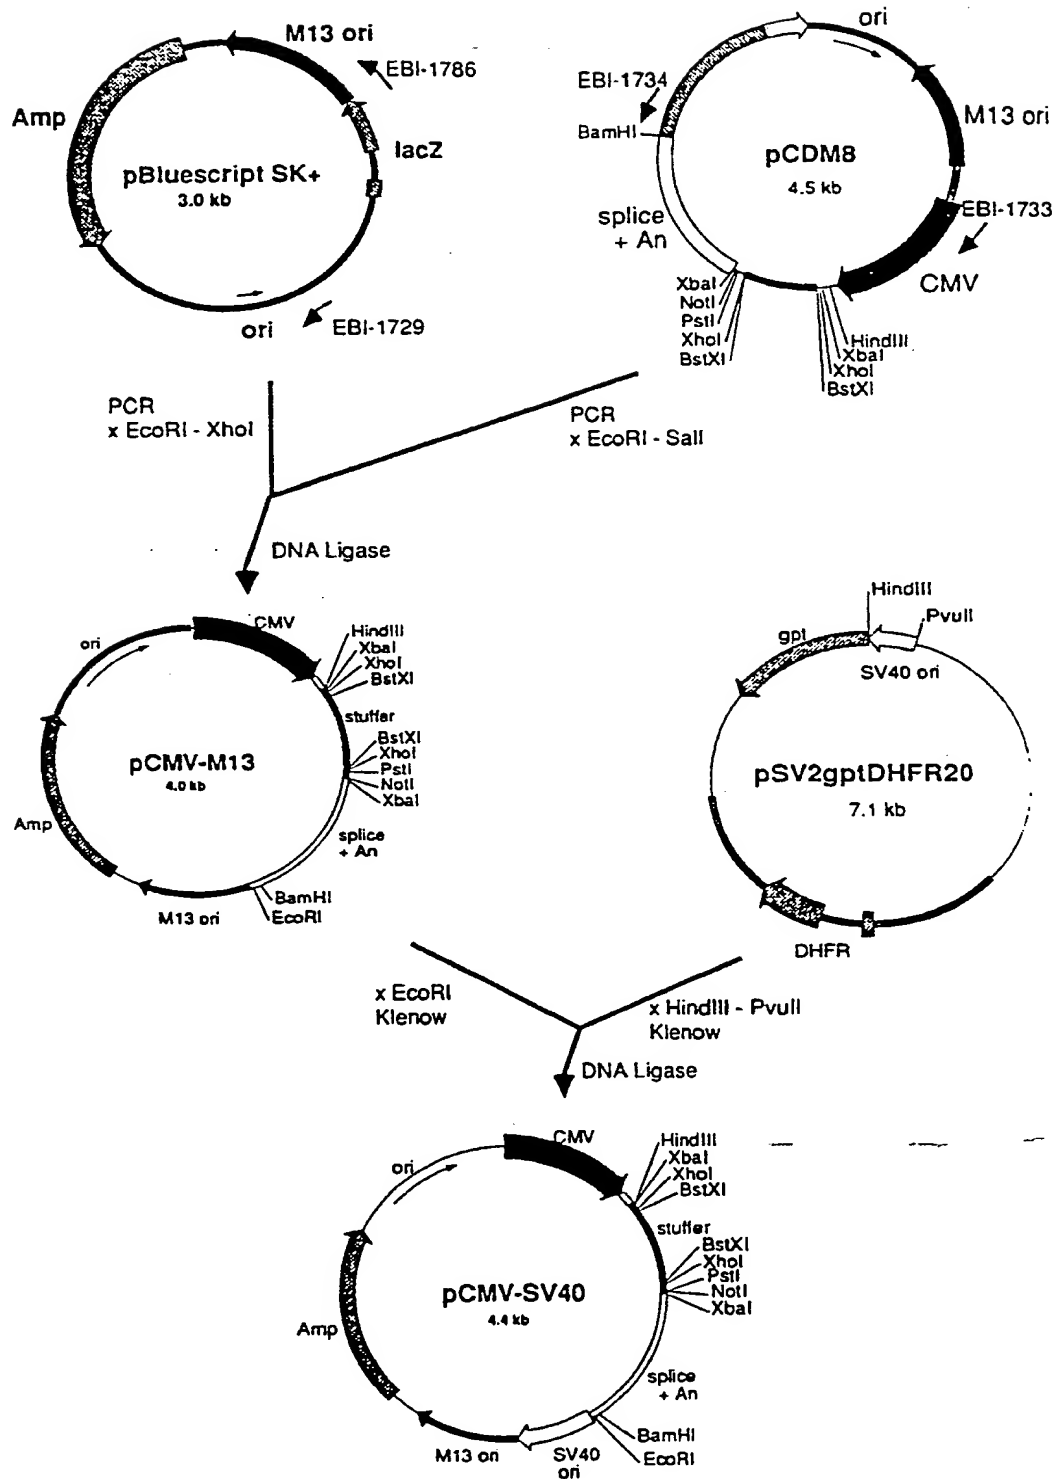 M13 ori
EBI-1786
Amp
lacZ
pBluescript SK+
3.0 kb
ori
EBI-1729
ori
EBI-1734
BamHI
M13 ori
pCDM8
4.5 kb
EBI-1733
splice
+ An
CMV
XbaI
NotI
PstI
XhoI
BstXI
HindIII
XbaI
XhoI
BstXI
PCR
x EcoRI - XhoI
PCR
x EcoRI - SalI
DNA Ligase
ori
CMV
HindIII
XbaI
XhoI
BstXI
stuffer
BstXI
XhoI
PstI
NotI
XbaI
pCMV-M13
4.0 kb
Amp
splice
+ An
BamHI
EcoRI
M13 ori
HindIII
PvuII
gpt
SV40 ori
pSV2gptDHFR20
7.1 kb
DHFR
x EcoRI
Klenow
x HindIII - PvuII
Klenow
DNA Ligase
CMV
ori
HindIII
XbaI
XhoI
BstXI
stuffer
BstXI
XhoI
PstI
NotI
XbaI
pCMV-SV40
4.4 kb
Amp
splice
+ An
BamHI
EcoRI
M13 ori
SV40
ori